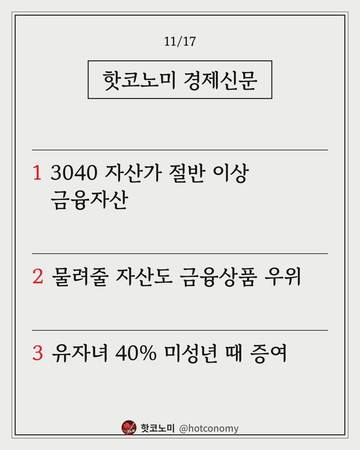 11/17
핫코노미 경제신문
1 3040 자산가 절반 이상
금융자산
2 물려줄 자산도 금융상품 우위
3 유자녀 40% 미성년 때 증여
핫코노미 @hotconomy